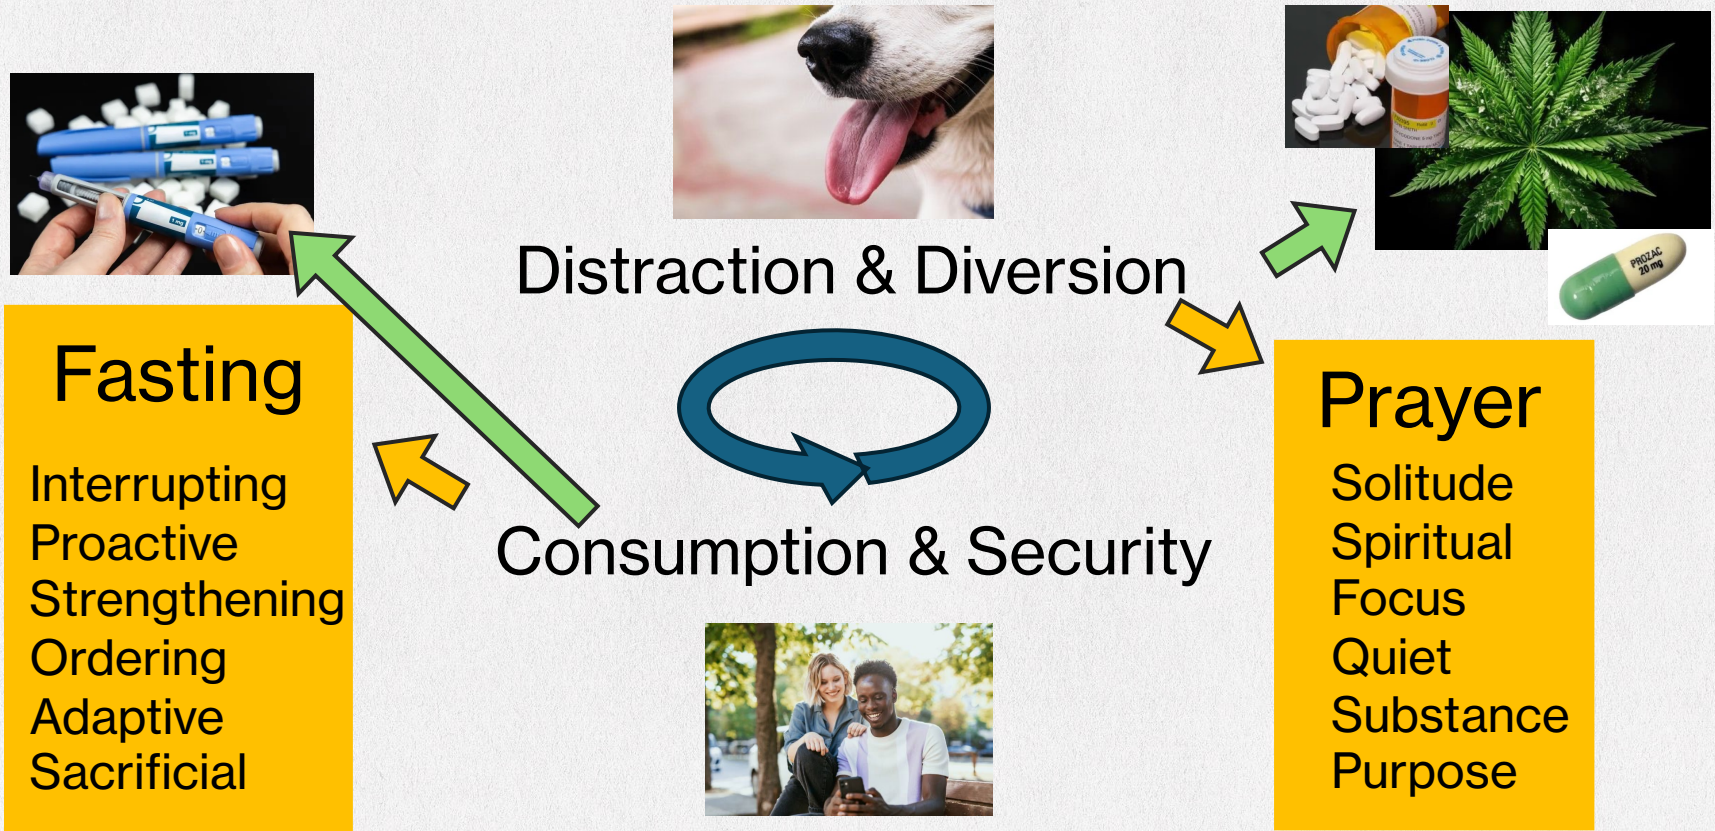 Distraction & Diversion
PROZAC
20 mg
Fasting
Interrupting
Proactive
Strengthening
Ordering
Adaptive
Sacrificial
Consumption & Security
Prayer
Solitude
Spiritual
Focus
Quiet
Substance
Purpose